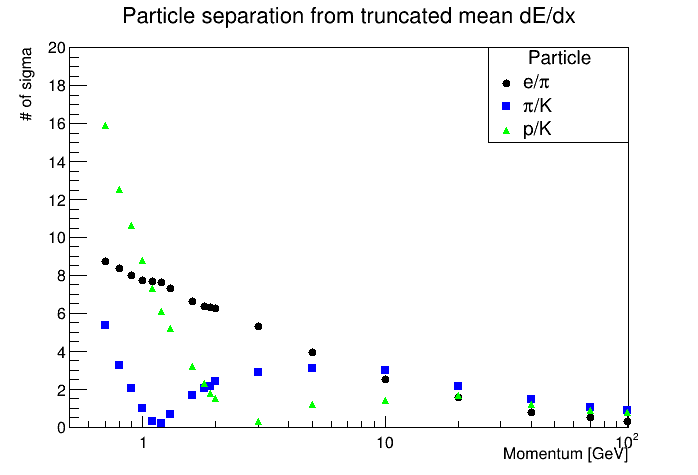 Particle separation from truncated mean dE/dx
# of sigma
20
18
16
14
12
10
8
6
4
2
0
Particle
e/π
π/K
p/K
1
10
10²
Momentum [GeV]